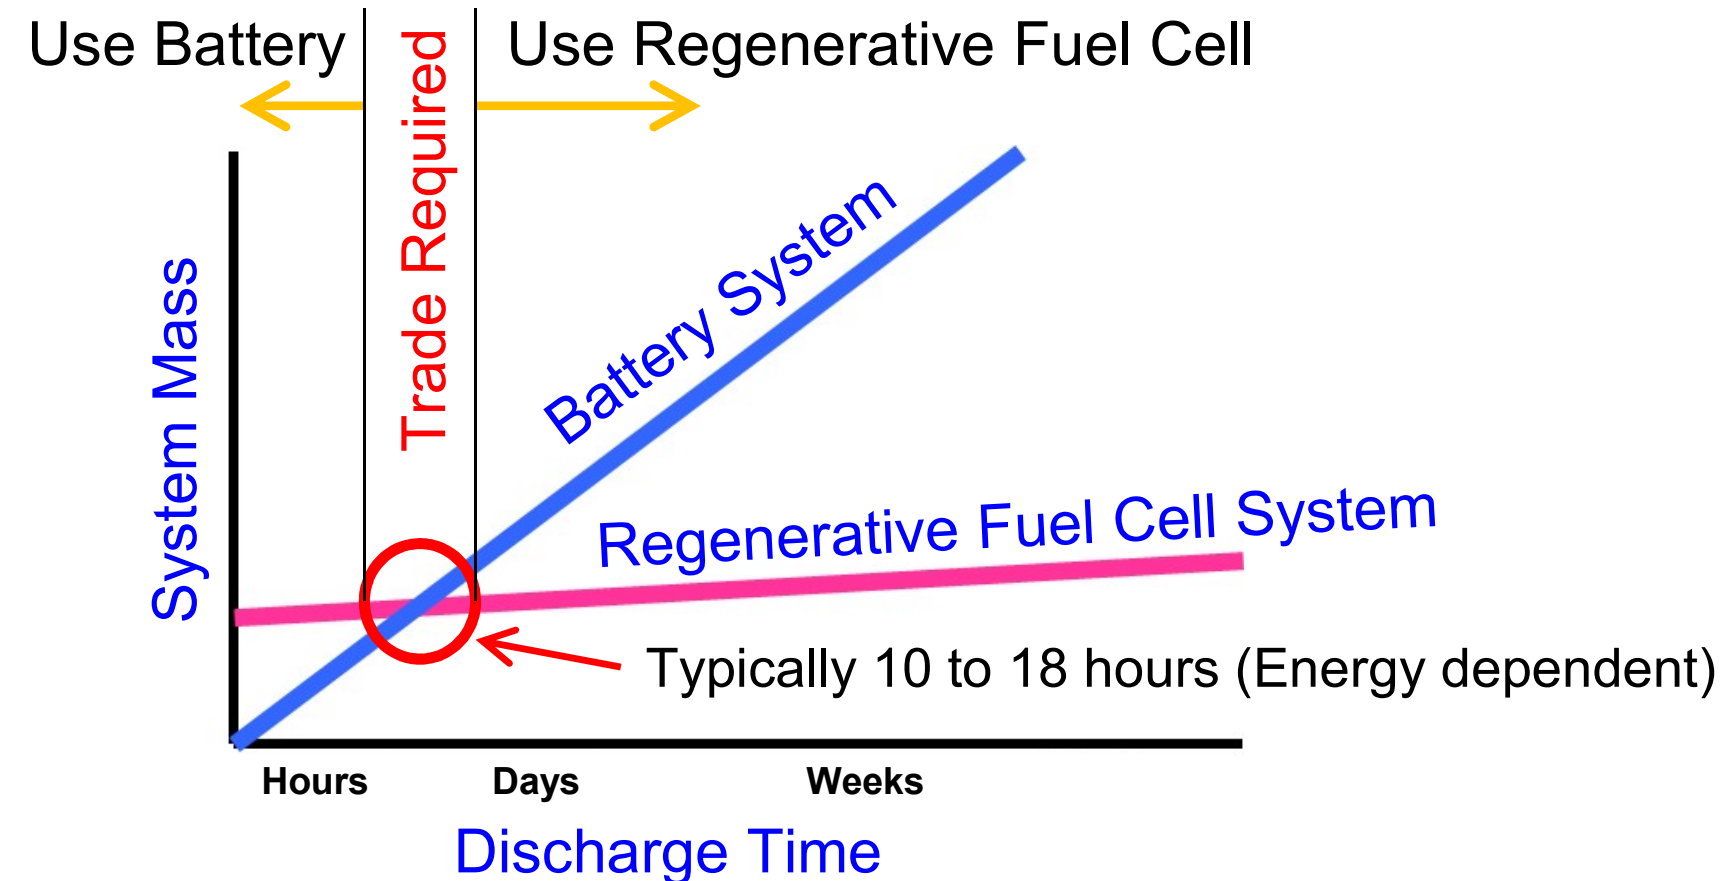 Use Battery
Trade Required
Use Regenerative Fuel Cell
System Mass
Battery System
Regenerative Fuel Cell System
Typically 10 to 18 hours (Energy dependent)
Hours
Days
Weeks
Discharge Time